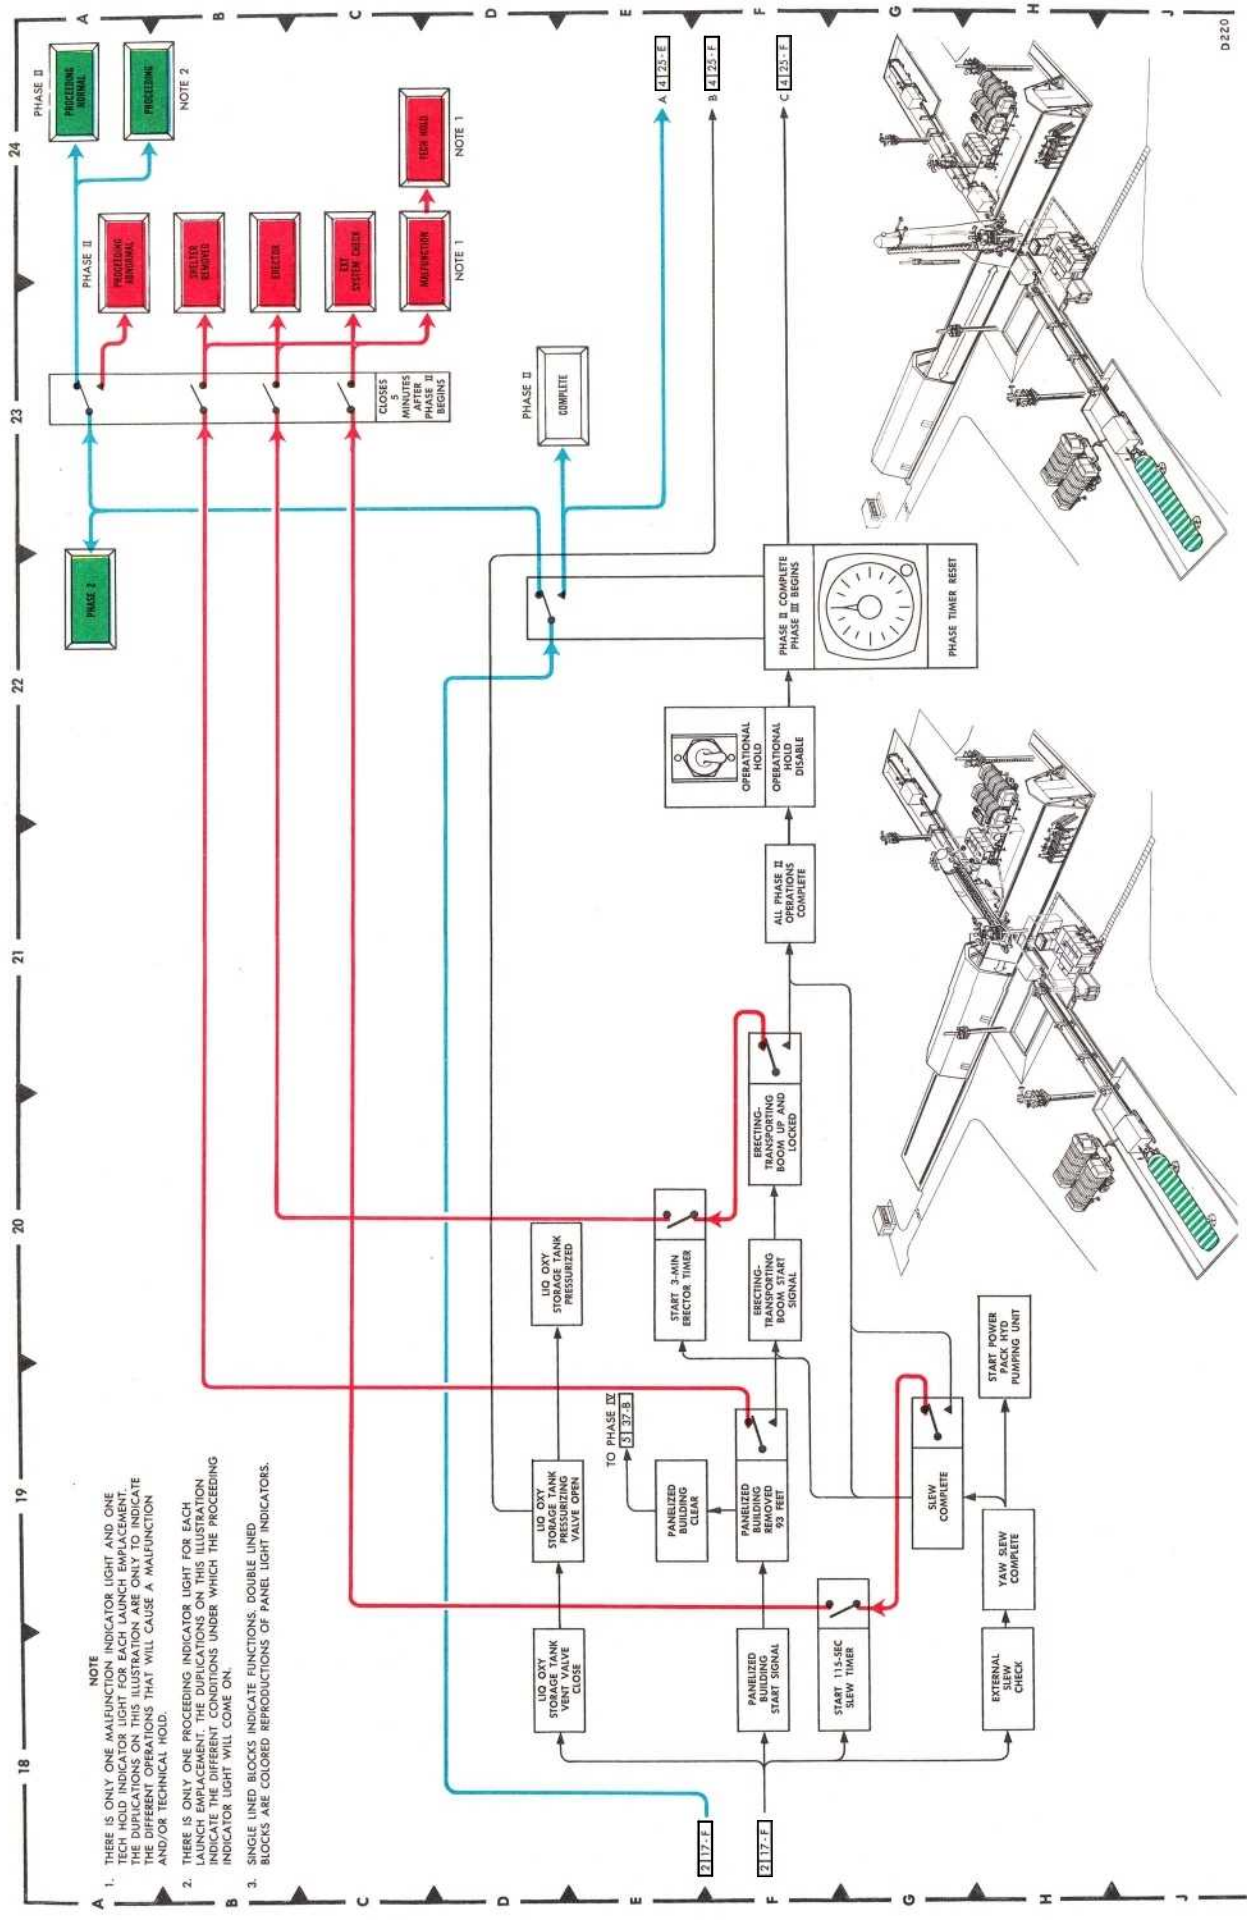 18
19
20
21
22
23
24
A
B
C
D
E
F
G
H
J
NOTE
1. THERE IS ONLY ONE MALFUNCTION INDICATOR LIGHT AND ONE
TECH HOLD INDICATOR LIGHT FOR EACH LAUNCH EMPLACEMENT.
THE DUPLICATIONS ON THIS ILLUSTRATION ARE ONLY TO INDICATE
THE DIFFERENT OPERATIONS THAT WILL CAUSE A MALFUNCTION
AND/OR TECHNICAL HOLD.
2. THERE IS ONLY ONE PROCEEDING INDICATOR LIGHT FOR EACH
LAUNCH EMPLACEMENT. THE DUPLICATIONS ON THIS ILLUSTRATION
INDICATE THE DIFFERENT CONDITIONS UNDER WHICH THE PROCEEDING
INDICATOR LIGHT WILL COME ON.
3. SINGLE LINED BLOCKS INDICATE FUNCTIONS. DOUBLE LINED
BLOCKS ARE COLORED REPRODUCTIONS OF PANEL LIGHT INDICATORS.
PHASE 2
PHASE II
PROCEEDING
NORMAL
PROCEEDING
NOTE 2
PHASE II
PROCEEDING
ABNORMAL
SHELTER
REMOVED
ERECTOR
EXT
SYSTEM CHECK
MALFUNCTION
NOTE 1
TECH HOLD
NOTE 1
CLOSES
5
MINUTES
AFTER
PHASE II
BEGINS
PHASE II
COMPLETE
A 4 25-E
B 4 25-F
C 4 25-F
2 17-F
2 17-F
LIQ OXY
STORAGE TANK
VENT VALVE
CLOSE
LIQ OXY
STORAGE TANK
PRESSURIZING
VALVE OPEN
LIQ OXY
STORAGE TANK
PRESSURIZED
TO PHASE IV
5 37-B
PANELIZED
BUILDING
CLEAR
PANELIZED
BUILDING
START SIGNAL
PANELIZED
BUILDING
REMOVED
93 FEET
START 3-MIN
ERECTOR TIMER
ERECTING-
TRANSPORTING
BOOM START
SIGNAL
ERECTING-
TRANSPORTING
BOOM UP AND
LOCKED
ALL PHASE II
OPERATIONS
COMPLETE
OPERATIONAL
HOLD
OPERATIONAL
HOLD
DISABLE
PHASE II COMPLETE
PHASE III BEGINS
PHASE TIMER RESET
START 115-SEC
SLEW TIMER
SLEW
COMPLETE
EXTERNAL
SLEW
CHECK
YAW SLEW
COMPLETE
START POWER
PACK HYD
PUMPING UNIT
A
B
C
D
E
F
G
H
J
D220